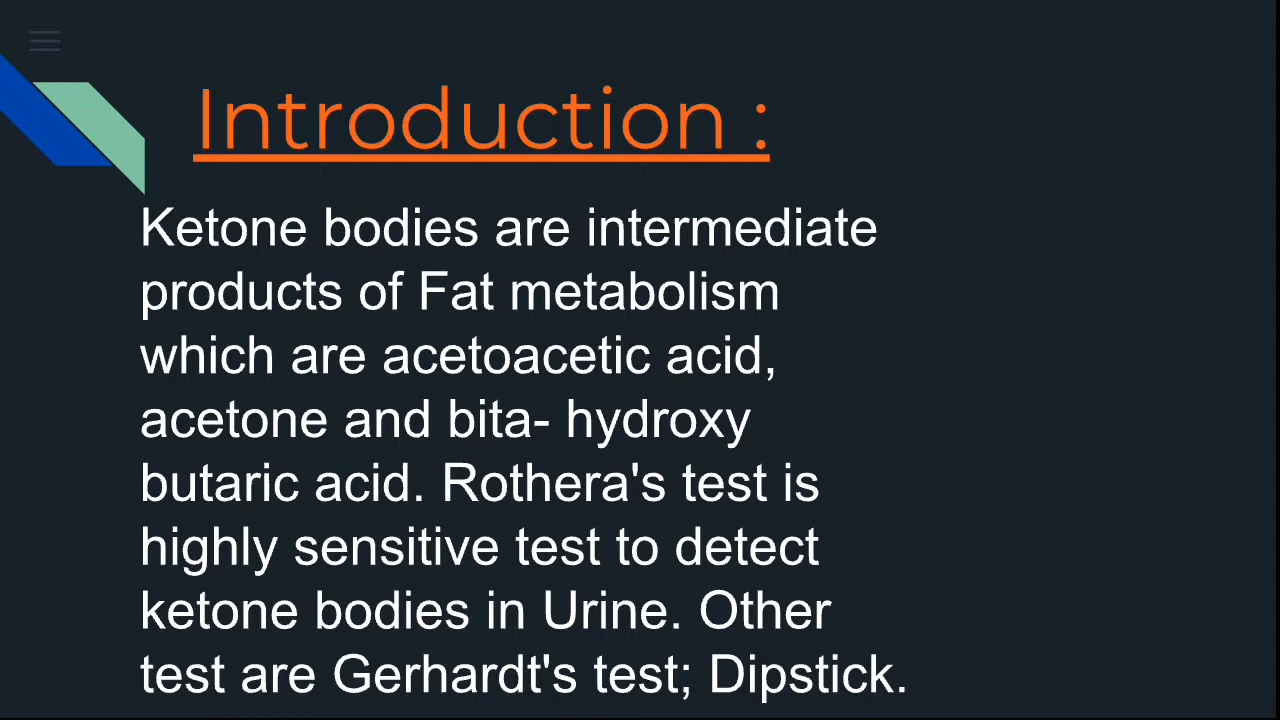 Introduction :
Ketone bodies are intermediate
products of Fat metabolism
which are acetoacetic acid,
acetone and bita- hydroxy
butaric acid. Rothera's test is
highly sensitive test to detect
ketone bodies in Urine. Other
test are Gerhardt's test; Dipstick.